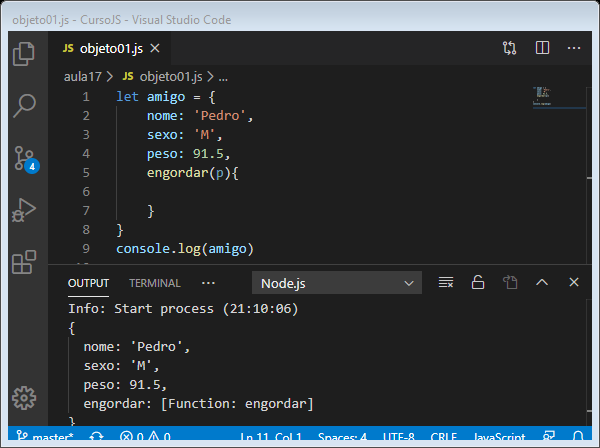 objeto01.js - CursoJS - Visual Studio Code
JS objeto01.js
aula17 > JS objeto01.js > ...
1 let amigo = {
2 nome: 'Pedro',
3 sexo: 'M',
4 peso: 91.5,
5 engordar(p){
6
7 }
8 }
9 console.log(amigo)
4
OUTPUT TERMINAL ... Node.js
Info: Start process (21:10:06)
{
nome: 'Pedro',
sexo: 'M',
peso: 91.5,
engordar: [Function: engordar]
}
master* 0 0 Ln 11, Col 1 Spaces: 4 UTF-8 CRLF JavaScript